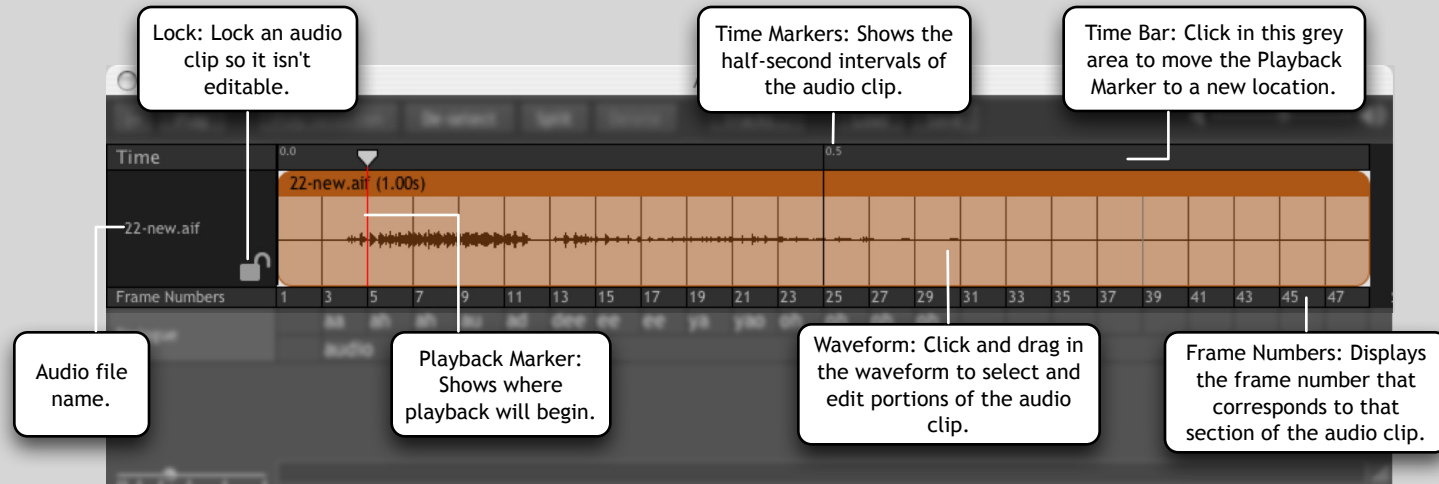 Lock: Lock an audio
clip so it isn't
editable.
Time Markers: Shows the
half-second intervals of
the audio clip.
Time Bar: Click in this grey
area to move the Playback
Marker to a new location.
De-select
Split
Delete
Time
0.0
0.5
22-new.aif (1.00s)
22-new.aif
Frame Numbers
1 3 5 7 9 11 13 15 17 19 21 23 25 27 29 31 33 35 37 39 41 43 45 47
aa ah ah au ad dee ee ee ya yao oh oh oh oh
audio
Audio file
name.
Playback Marker:
Shows where
playback will begin.
Waveform: Click and drag in
the waveform to select and
edit portions of the audio
clip.
Frame Numbers: Displays
the frame number that
corresponds to that
section of the audio clip.